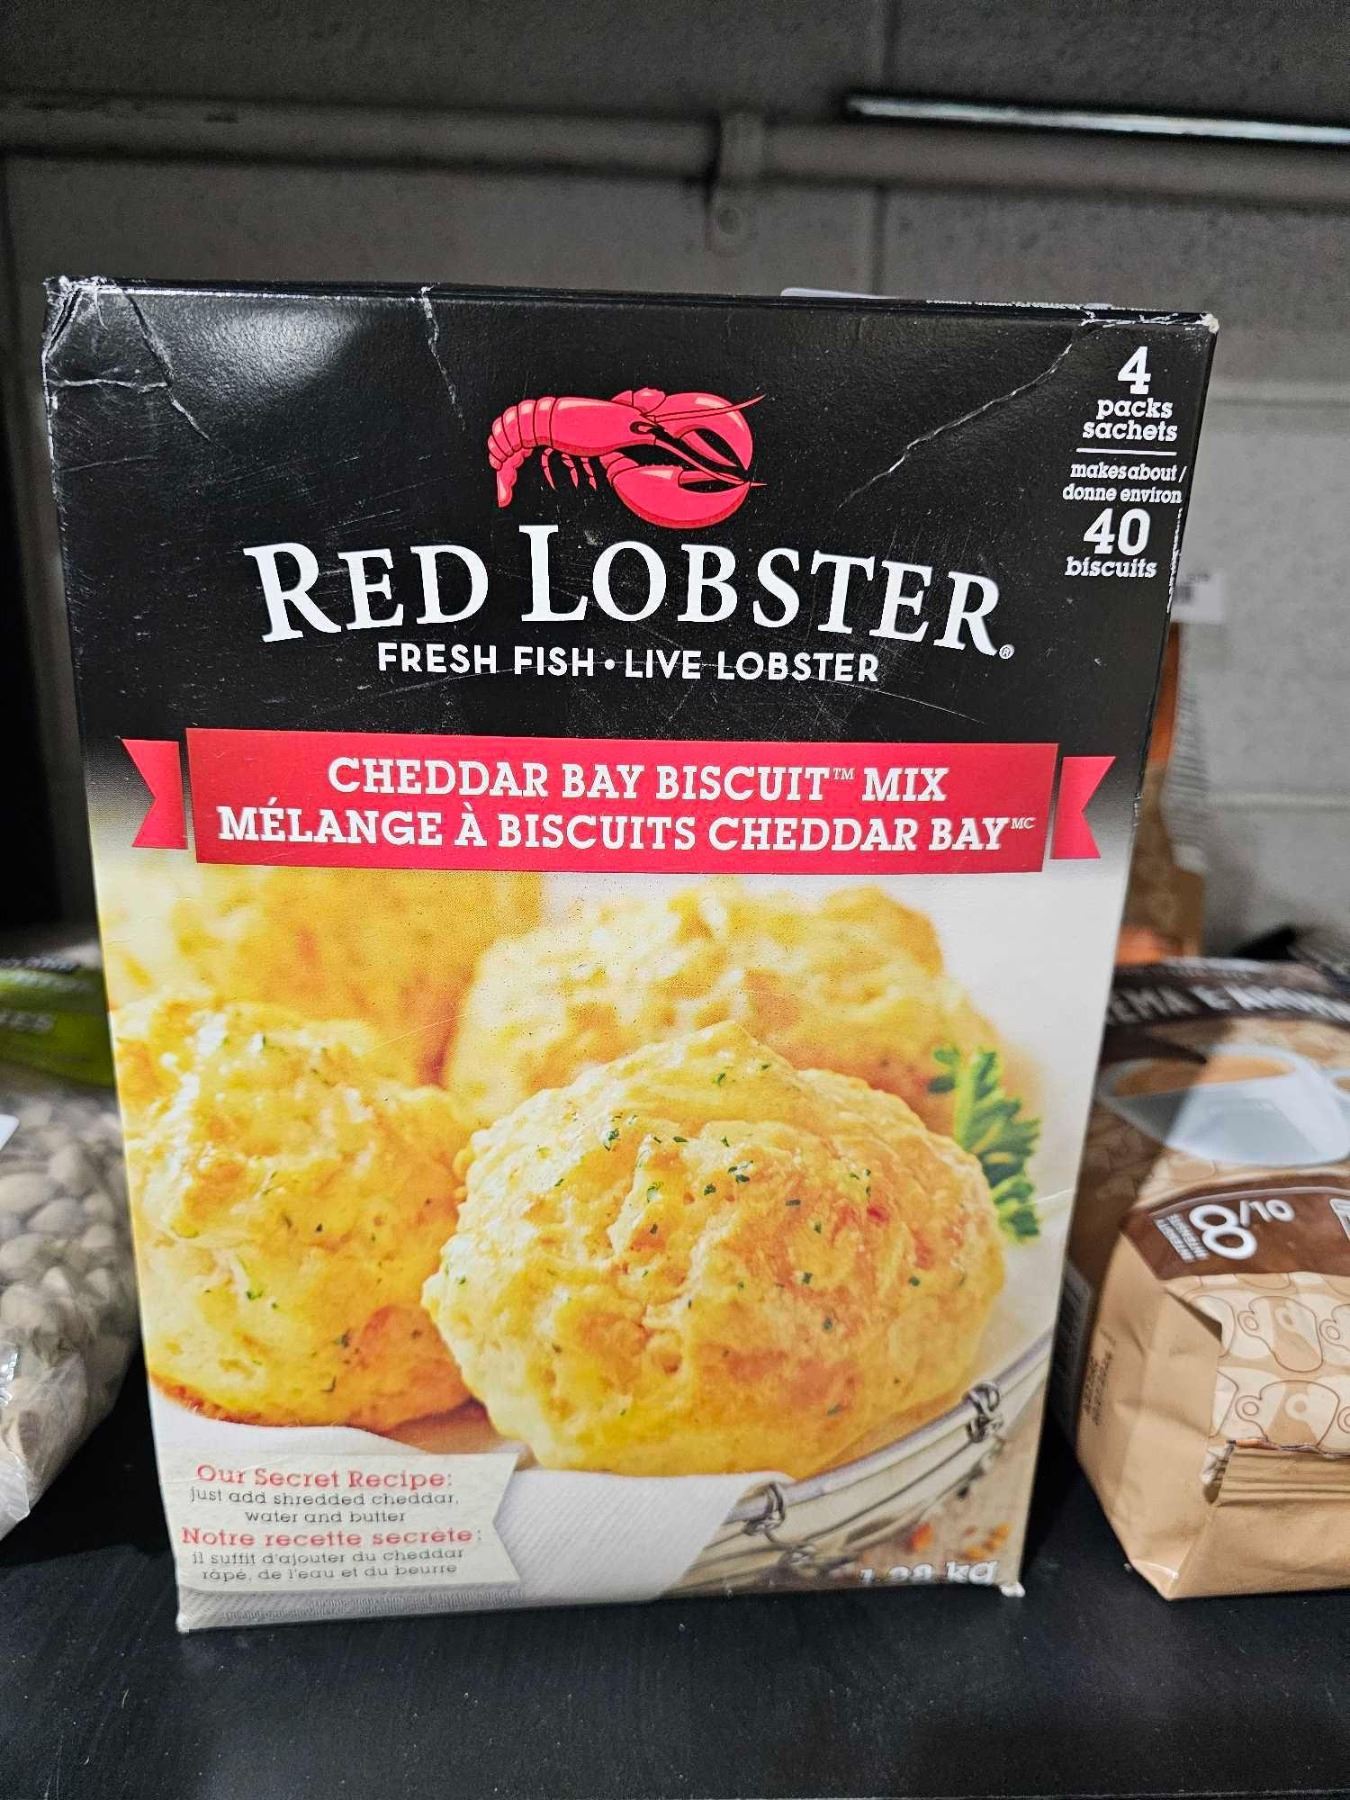 4
packs
sachets
makes about /
donne environ
40
biscuits
RED LOBSTER®
FRESH FISH • LIVE LOBSTER
CHEDDAR BAY BISCUIT™ MIX
MÉLANGE À BISCUITS CHEDDAR BAY MC
Our Secret Recipe:
just add shredded cheddar,
water and butter
Notre recette secrète:
il suffit d'ajouter du cheddar
râpé, de l'eau et du beurre
kg
8/10